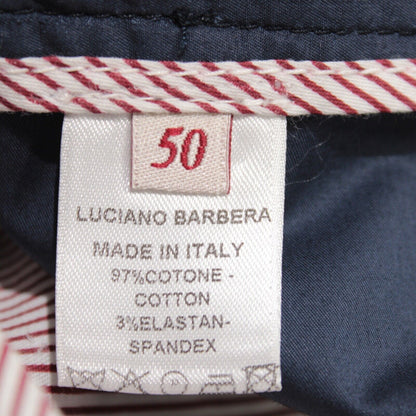 50
LUCIANO BARBERA
MADE IN ITALY
97%COTONE -
COTTON
3%ELASTAN-
SPANDEX